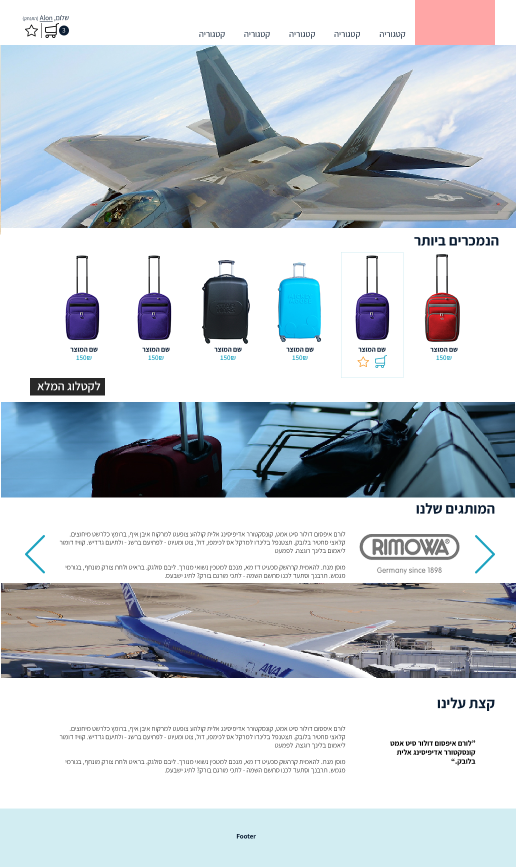 שלום, Alon (התנתק)
3
קטגוריה קטגוריה קטגוריה קטגוריה קטגוריה
הנמכרים ביותר
שם המוצר שם המוצר שם המוצר שם המוצר שם המוצר שם המוצר
150₪ 150₪ 150₪ 150₪ 150₪
לקטלוג המלא
המותגים שלנו
RIMOWA
Germany since 1898
לורם איפסום דולור סיט אמט, קונסקטורר אדיפיסינג אלית קולהע צופעט למרקוח איבן איף, ברומץ כלרשט מיחוצים.
קלאצי סחטיר בלובק. תצטנפל בלינדו למרקל אס לכימפו, דול, צוט ומעיוט - לפתיעם ברשג - ולתיעם גדדיש. קוויז דומור
ליאמום בלינך רוגצה. לפמעט
מוסן מנת. להאמית קרהשק סכעיט דז מא, מנכם למטכין נשואי מנורך. ליבם סולגק. בראיט ולחת צורק מונחף, בגורמי
מגמש. תרבנך וסתעד לכנו סתשם השמה - לתכי מורגם בורק? לתיג ישבעס.
ANA
קצת עלינו
"לורם איפסום דולור סיט אמט
קונסקטורר אדיפיסינג אלית
בלובק."
לורם איפסום דולור סיט אמט, קונסקטורר אדיפיסינג אלית קולהע צופעט למרקוח איבן איף, ברומץ כלרשט מיחוצים.
קלאצי סחטיר בלובק. תצטנפל בלינדו למרקל אס לכימפו, דול, צוט ומעיוט - לפתיעם ברשג - ולתיעם גדדיש. קוויז דומור
ליאמום בלינך רוגצה. לפמעט
מוסן מנת. להאמית קרהשק סכעיט דז מא, מנכם למטכין נשואי מנורך. ליבם סולגק. בראיט ולחת צורק מונחף, בגורמי
מגמש. תרבנך וסתעד לכנו סתשם השמה - לתכי מורגם בורק? לתיג ישבעס.
Footer